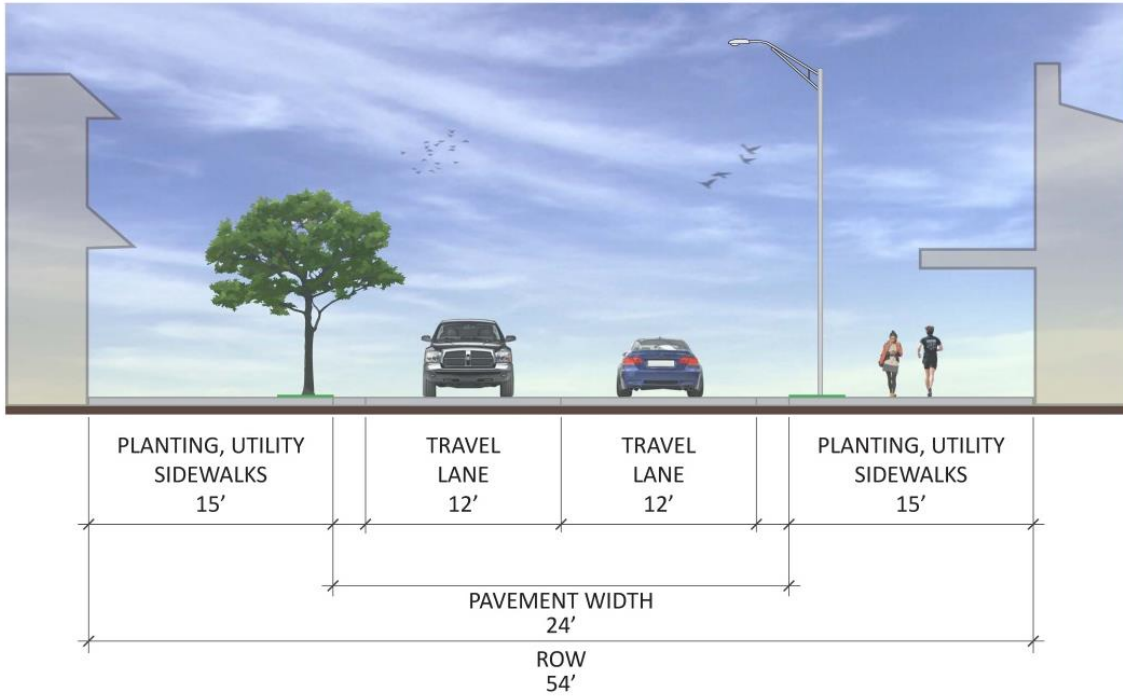 PLANTING, UTILITY
SIDEWALKS
15’
TRAVEL
LANE
12’
TRAVEL
LANE
12’
PLANTING, UTILITY
SIDEWALKS
15’
PAVEMENT WIDTH
24’
ROW
54’